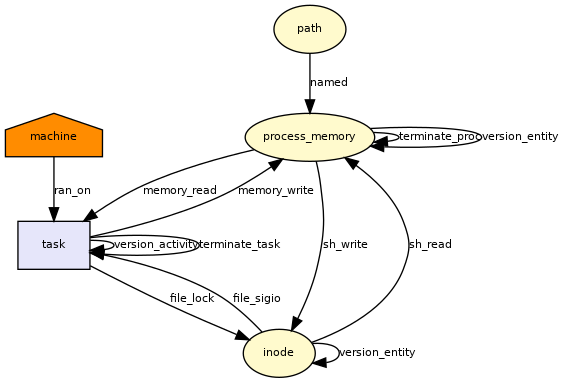 path
named
machine
process_memory
terminate_proc
version_entity
ran_on
memory_read
memory_write
task
version_activity
terminate_task
sh_write
sh_read
file_lock
file_sigio
inode
version_entity